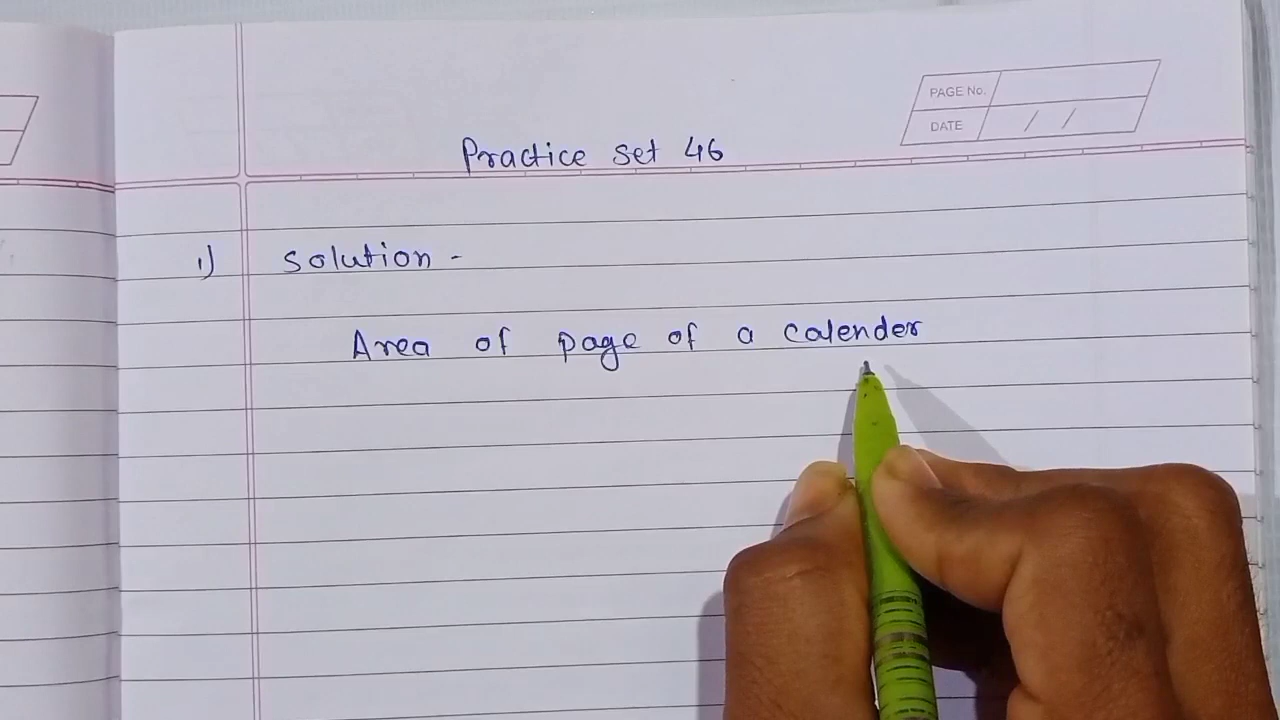 PAGE No.
DATE / /
Practice set 46
1) Solution -
Area of page of a calender